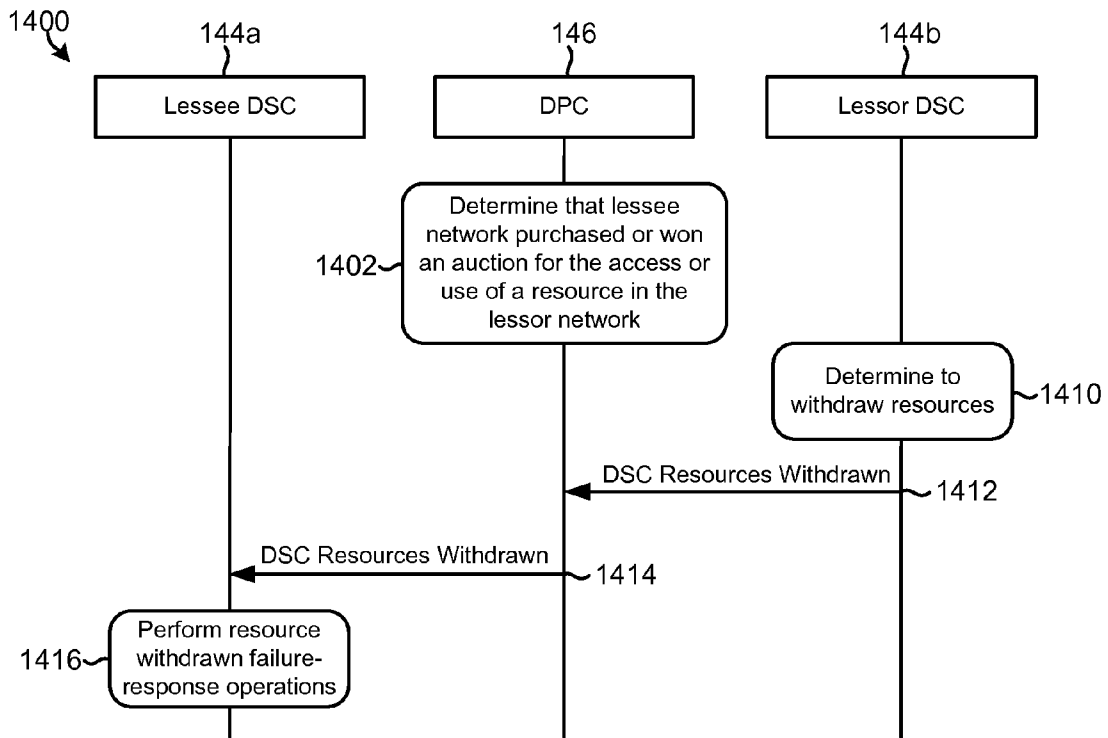 1400
144a
146
144b
Lessee DSC
DPC
Lessor DSC
Determine that lessee
network purchased or won
an auction for the access or
use of a resource in the
lessor network
1402
Determine to
withdraw resources
1410
DSC Resources Withdrawn
1412
DSC Resources Withdrawn
1414
Perform resource
withdrawn failure-
response operations
1416